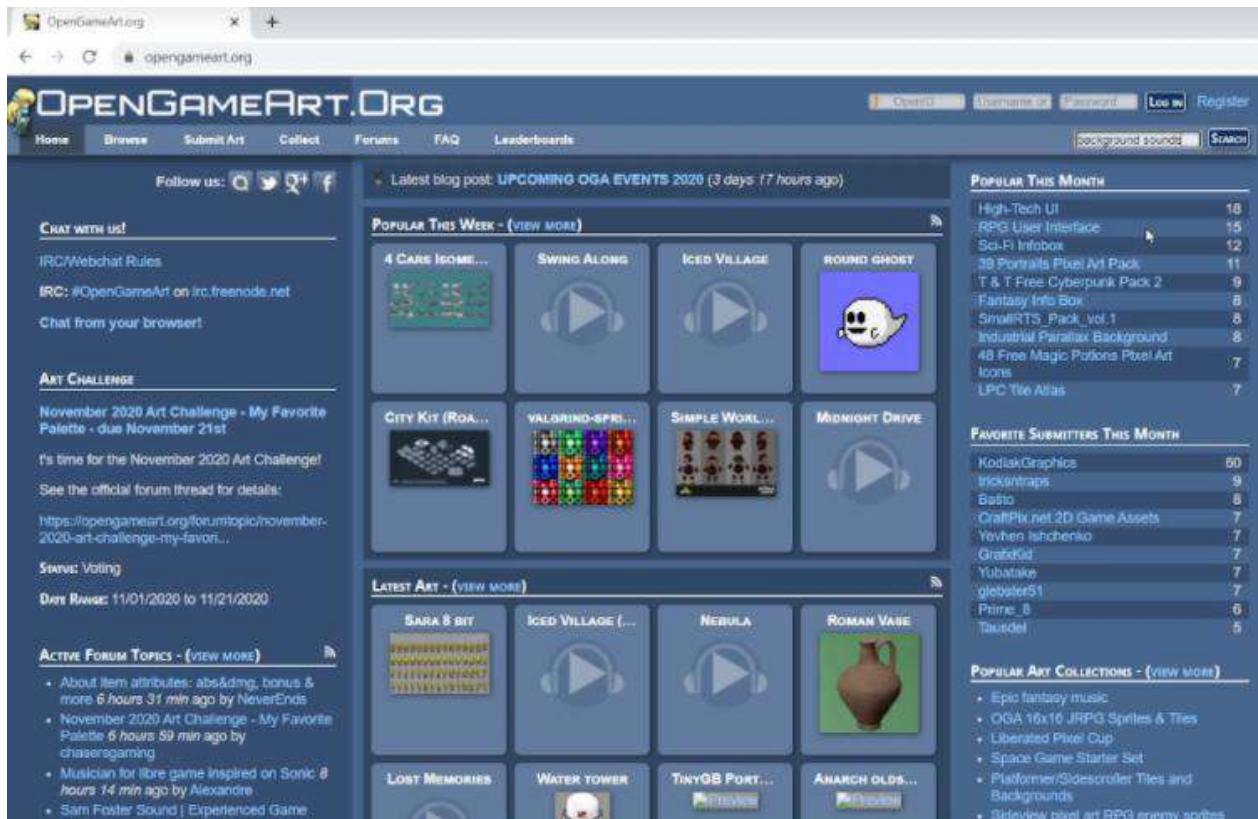 OpenGameArt.org
opengameart.org
OPENGAMEART.ORG
OpenID
Username or
Password
LOG IN
Register
Home
Browse
Submit Art
Collect
Forums
FAQ
Leaderboards
background sounds
SEARCH
Follow us:
CHAT WITH US!
IRC/Webchat Rules
IRC: #OpenGameArt on irc.freenode.net
Chat from your browser!
ART CHALLENGE
November 2020 Art Challenge - My Favorite
Palette - due November 21st
t's time for the November 2020 Art Challenge!
See the official forum thread for details:
https://opengameart.org/forumtopic/november-
2020-art-challenge-my-favori...
STATUS: Voting
DATE RANGE: 11/01/2020 to 11/21/2020
ACTIVE FORUM TOPICS - (VIEW MORE)
About Item attributes: abs&dmg, bonus &
more 6 hours 31 min ago by NeverEnds
November 2020 Art Challenge - My Favorite
Palette 6 hours 59 min ago by
chasersgaming
Musician for libre game inspired on Sonic 8
hours 14 min ago by Alexandre
Sam Foster Sound | Experienced Game
Latest blog post: UPCOMING OGA EVENTS 2020 (3 days 17 hours ago)
POPULAR THIS WEEK - (VIEW MORE)
4 CARS ISOME...
SWING ALONG
ICED VILLAGE
ROUND GHOST
CITY KIT (ROA...
VALGRIND-SPRI...
SIMPLE WORL...
MIDNIGHT DRIVE
LATEST ART - (VIEW MORE)
SARA 8 BIT
ICED VILLAGE (...
NEBULA
ROMAN VASE
LOST MEMORIES
WATER TOWER
TINYGB PORT...
Preview
ANARCH OLDS...
Preview
POPULAR THIS MONTH
High-Tech UI 18
RPG User Interface 15
Sci-Fi Infobox 12
39 Portraits Pixel Art Pack 11
T & T Free Cyberpunk Pack 2 9
Fantasy Info Box 8
SmallRTS_Pack_vol.1 8
Industrial Parallax Background 8
48 Free Magic Potions Pixel Art
Icons 7
LPC Tile Atlas 7
FAVORITE SUBMITTERS THIS MONTH
KodiakGraphics 60
tricksntraps 9
Bašto 8
CraftPix.net 2D Game Assets 7
Yevhen Ishchenko 7
GrafxKid 7
Yubatake 7
glebster51 7
Prime_8 6
Tausdei 5
POPULAR ART COLLECTIONS - (VIEW MORE)
Epic fantasy music
OGA 16x16 JRPG Sprites & Tiles
Liberated Pixel Cup
Space Game Starter Set
Platformer/Sidescroller Tiles and
Backgrounds
Sideview pixel art RPG enemy sprites